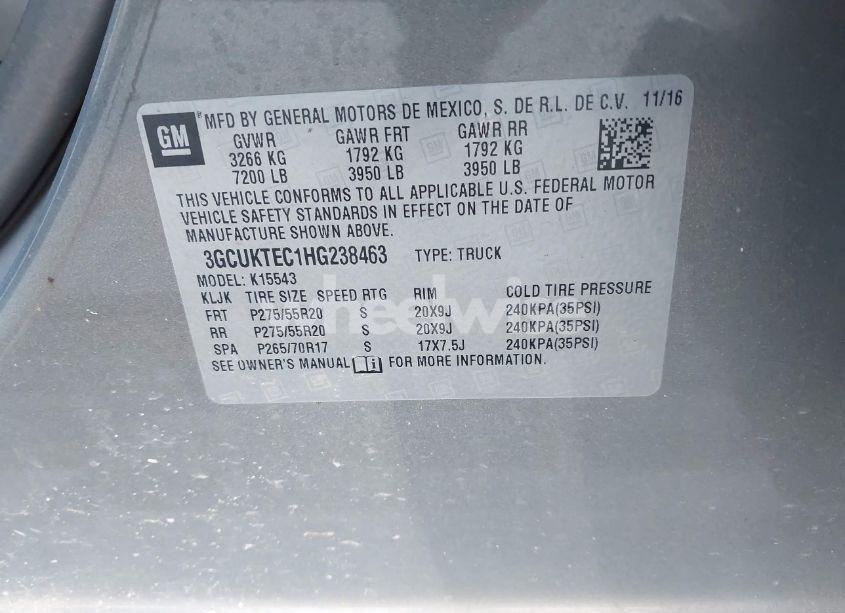 GM
MFD BY GENERAL MOTORS DE MEXICO, S. DE R.L. DE C.V. 11/16
GVWR GAWR FRT GAWR RR
3266 KG 1792 KG 1792 KG
7200 LB 3950 LB 3950 LB
THIS VEHICLE CONFORMS TO ALL APPLICABLE U.S. FEDERAL MOTOR
VEHICLE SAFETY STANDARDS IN EFFECT ON THE DATE OF
MANUFACTURE SHOWN ABOVE.
3GCUKTEC1HG238463 TYPE: TRUCK
MODEL: K15543
KLJK TIRE SIZE SPEED RTG RIM COLD TIRE PRESSURE
FRT P275/55R20 S 20X9J 240KPA(35PSI)
RR P275/55R20 S 20X9J 240KPA(35PSI)
SPA P265/70R17 S 17X7.5J 240KPA(35PSI)
SEE OWNER'S MANUAL FOR MORE INFORMATION.